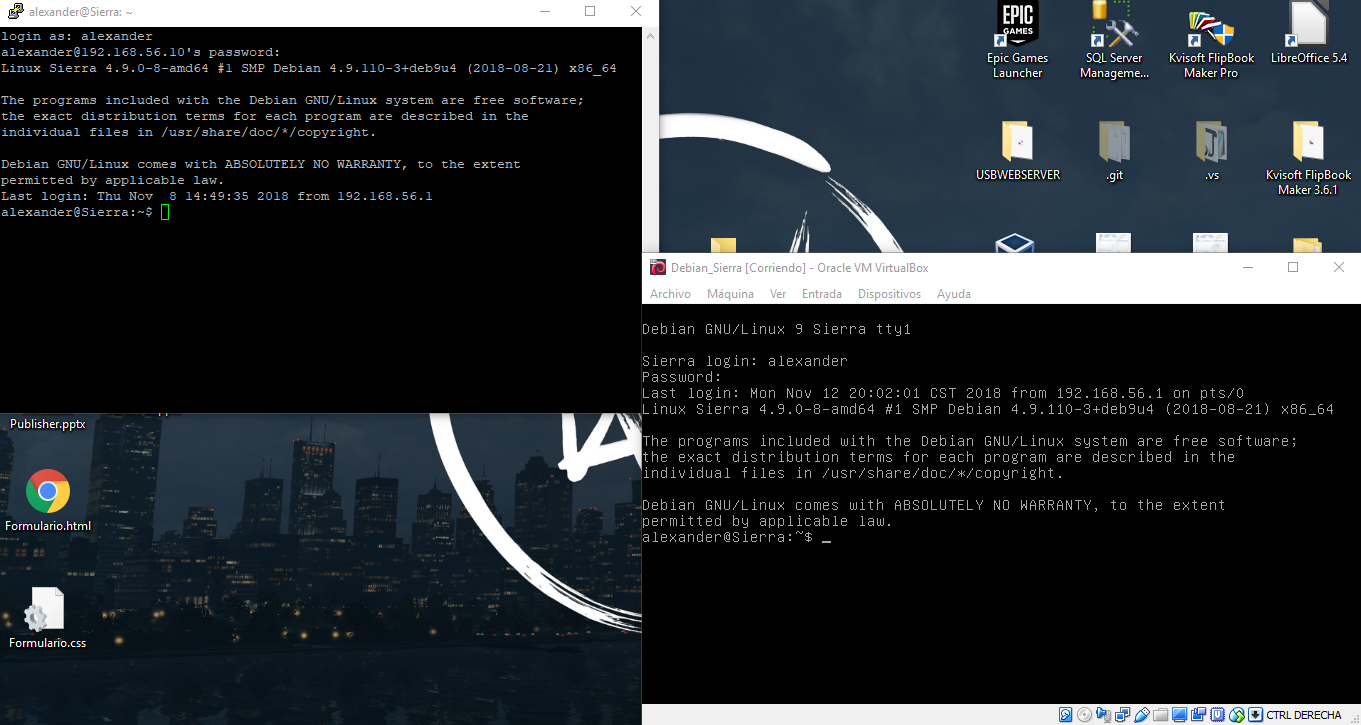 alexander@Sierra: ~
login as: alexander
alexander@192.168.56.10's password:
Linux Sierra 4.9.0-8-amd64 #1 SMP Debian 4.9.110-3+deb9u4 (2018-08-21) x86_64
The programs included with the Debian GNU/Linux system are free software;
the exact distribution terms for each program are described in the
individual files in /usr/share/doc/*/copyright.
Debian GNU/Linux comes with ABSOLUTELY NO WARRANTY, to the extent
permitted by applicable law.
Last login: Thu Nov  8 14:49:35 2018 from 192.168.56.1
alexander@Sierra:~$
EPIC
GAMES
Epic Games
Launcher
SQL Server
Manageme...
Kvisoft FlipBook
Maker Pro
LibreOffice 5.4
USBWEBSERVER
.git
.vs
Kvisoft FlipBook
Maker 3.6.1
Debian_Sierra [Corriendo] - Oracle VM VirtualBox
Archivo Máquina Ver Entrada Dispositivos Ayuda
Debian GNU/Linux 9 Sierra tty1
Sierra login: alexander
Password:
Last login: Mon Nov 12 20:02:01 CST 2018 from 192.168.56.1 on pts/0
Linux Sierra 4.9.0-8-amd64 #1 SMP Debian 4.9.110-3+deb9u4 (2018-08-21) x86_64
The programs included with the Debian GNU/Linux system are free software;
the exact distribution terms for each program are described in the
individual files in /usr/share/doc/*/copyright.
Debian GNU/Linux comes with ABSOLUTELY NO WARRANTY, to the extent
permitted by applicable law.
alexander@Sierra:~$ _
CTRL DERECHA
Publisher.pptx
Formulario.html
Formulario.css